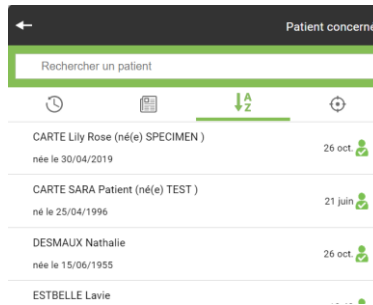 Patient concerné
Rechercher un patient
CARTE Lily Rose (né(e) SPECIMEN )
née le 30/04/2019
26 oct.
CARTE SARA Patient (né(e) TEST )
né le 25/04/1996
21 juin
DESMAUX Nathalie
née le 15/06/1955
26 oct.
ESTBELLE Lavie